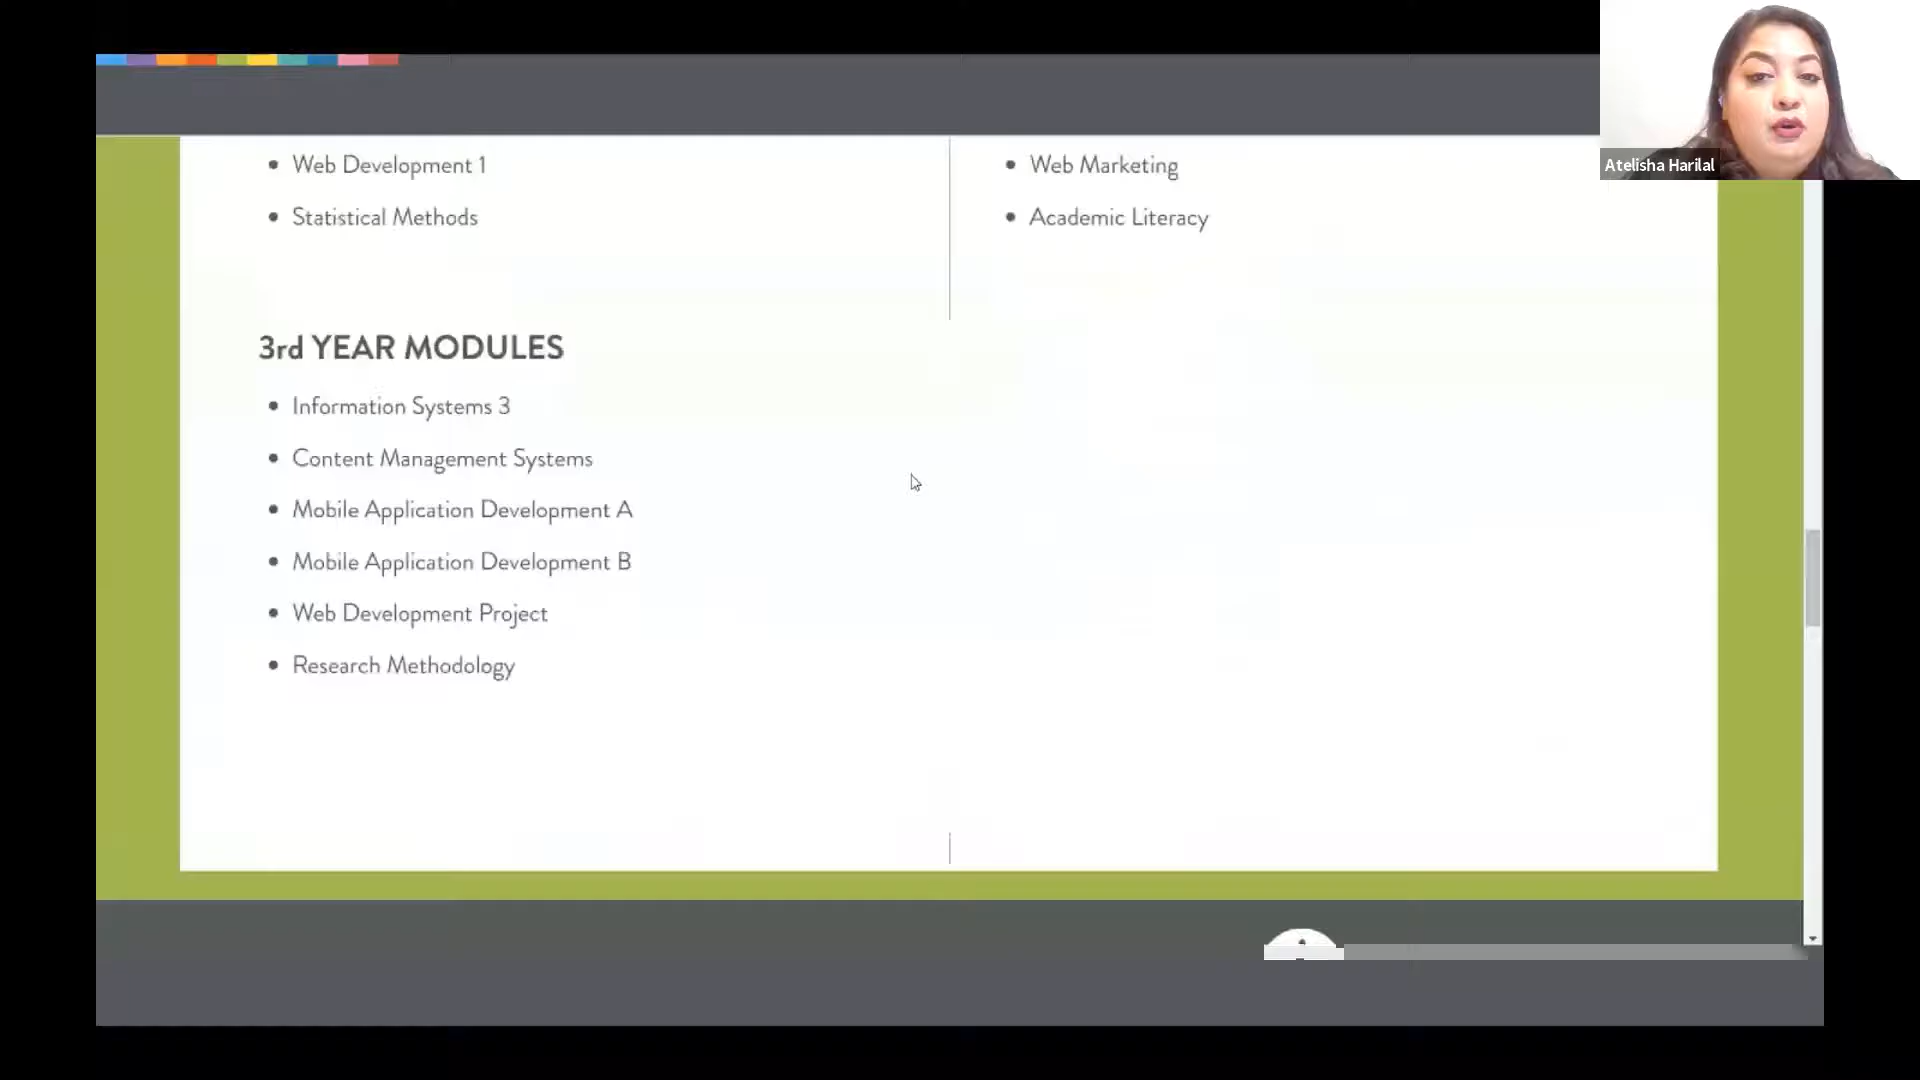 Atelisha Harilal
Web Development 1
Statistical Methods
Web Marketing
Academic Literacy
3rd YEAR MODULES
Information Systems 3
Content Management Systems
Mobile Application Development A
Mobile Application Development B
Web Development Project
Research Methodology